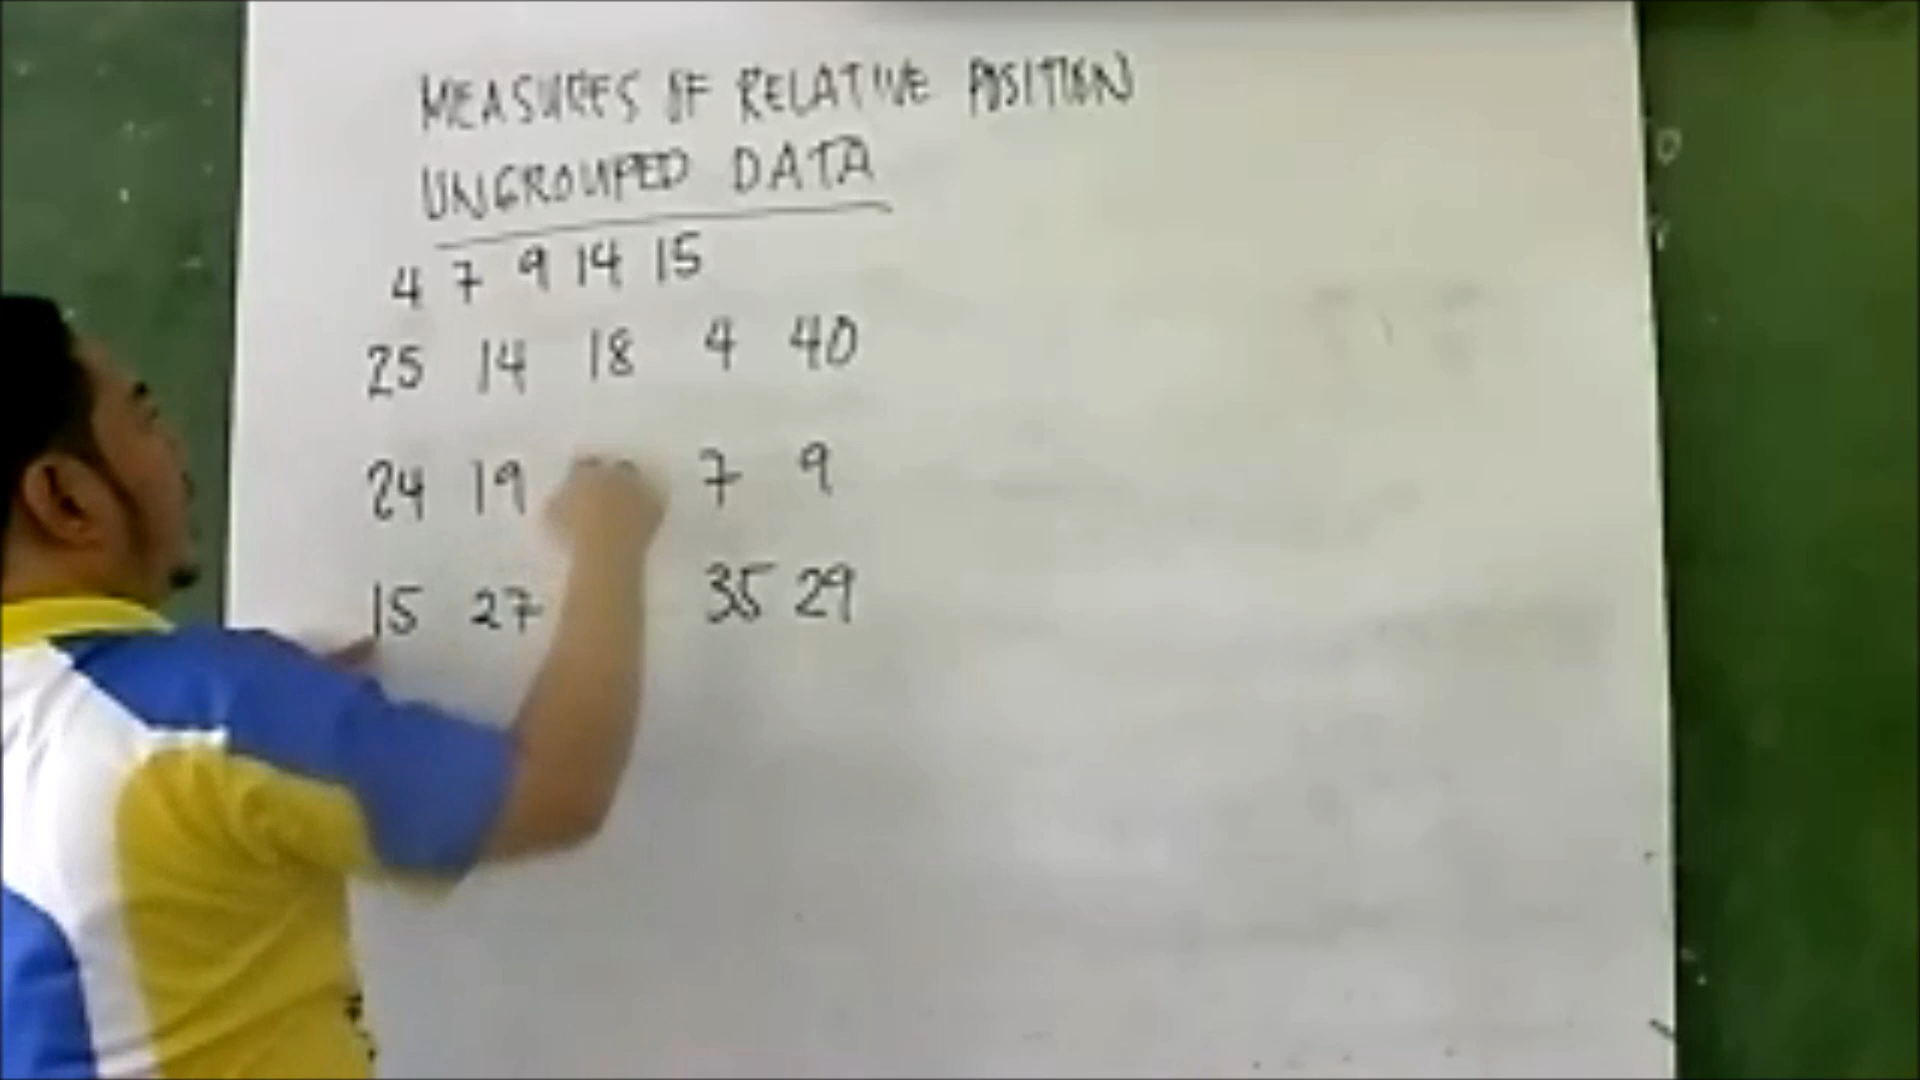 MEASURES OF RELATIVE POSITION
UNGROUPED DATA
4 7 9 14 15
25 14 18 4 40
24 19 7 9
15 27 35 29